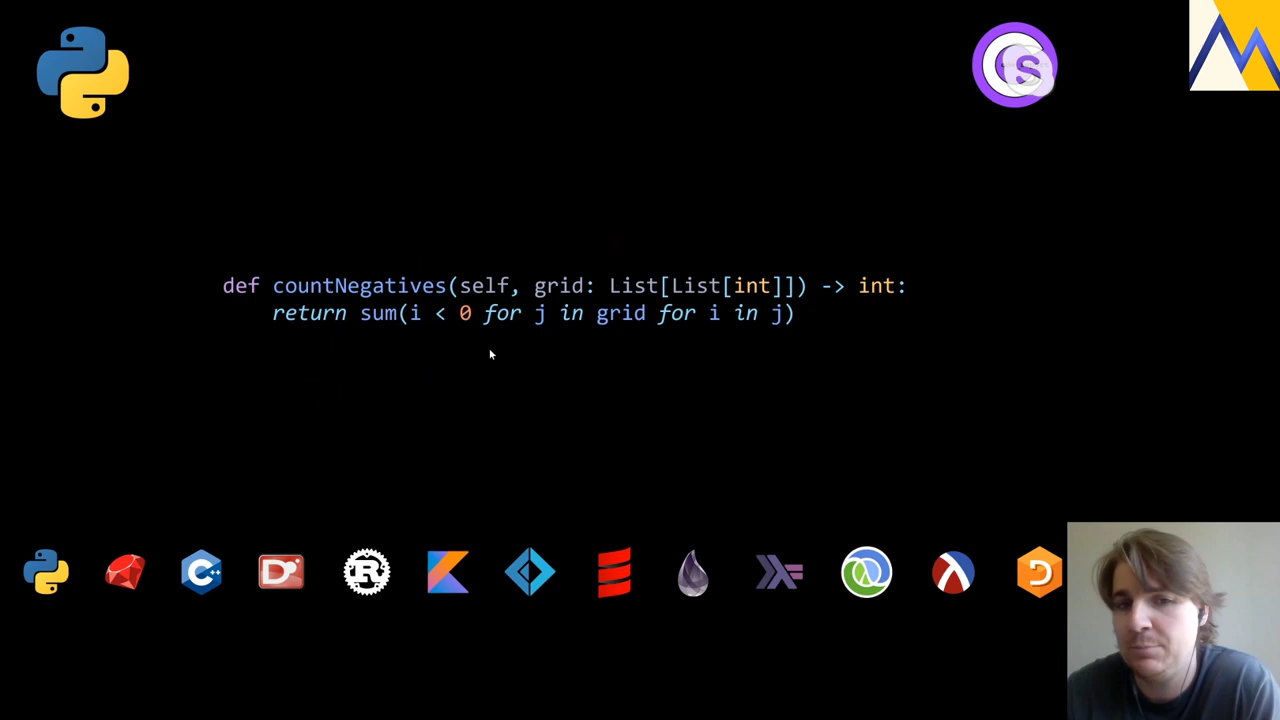 S
def countNegatives(self, grid: List[List[int]]) -> int:
return sum(i < 0 for j in grid for i in j)
C++
D
R
D